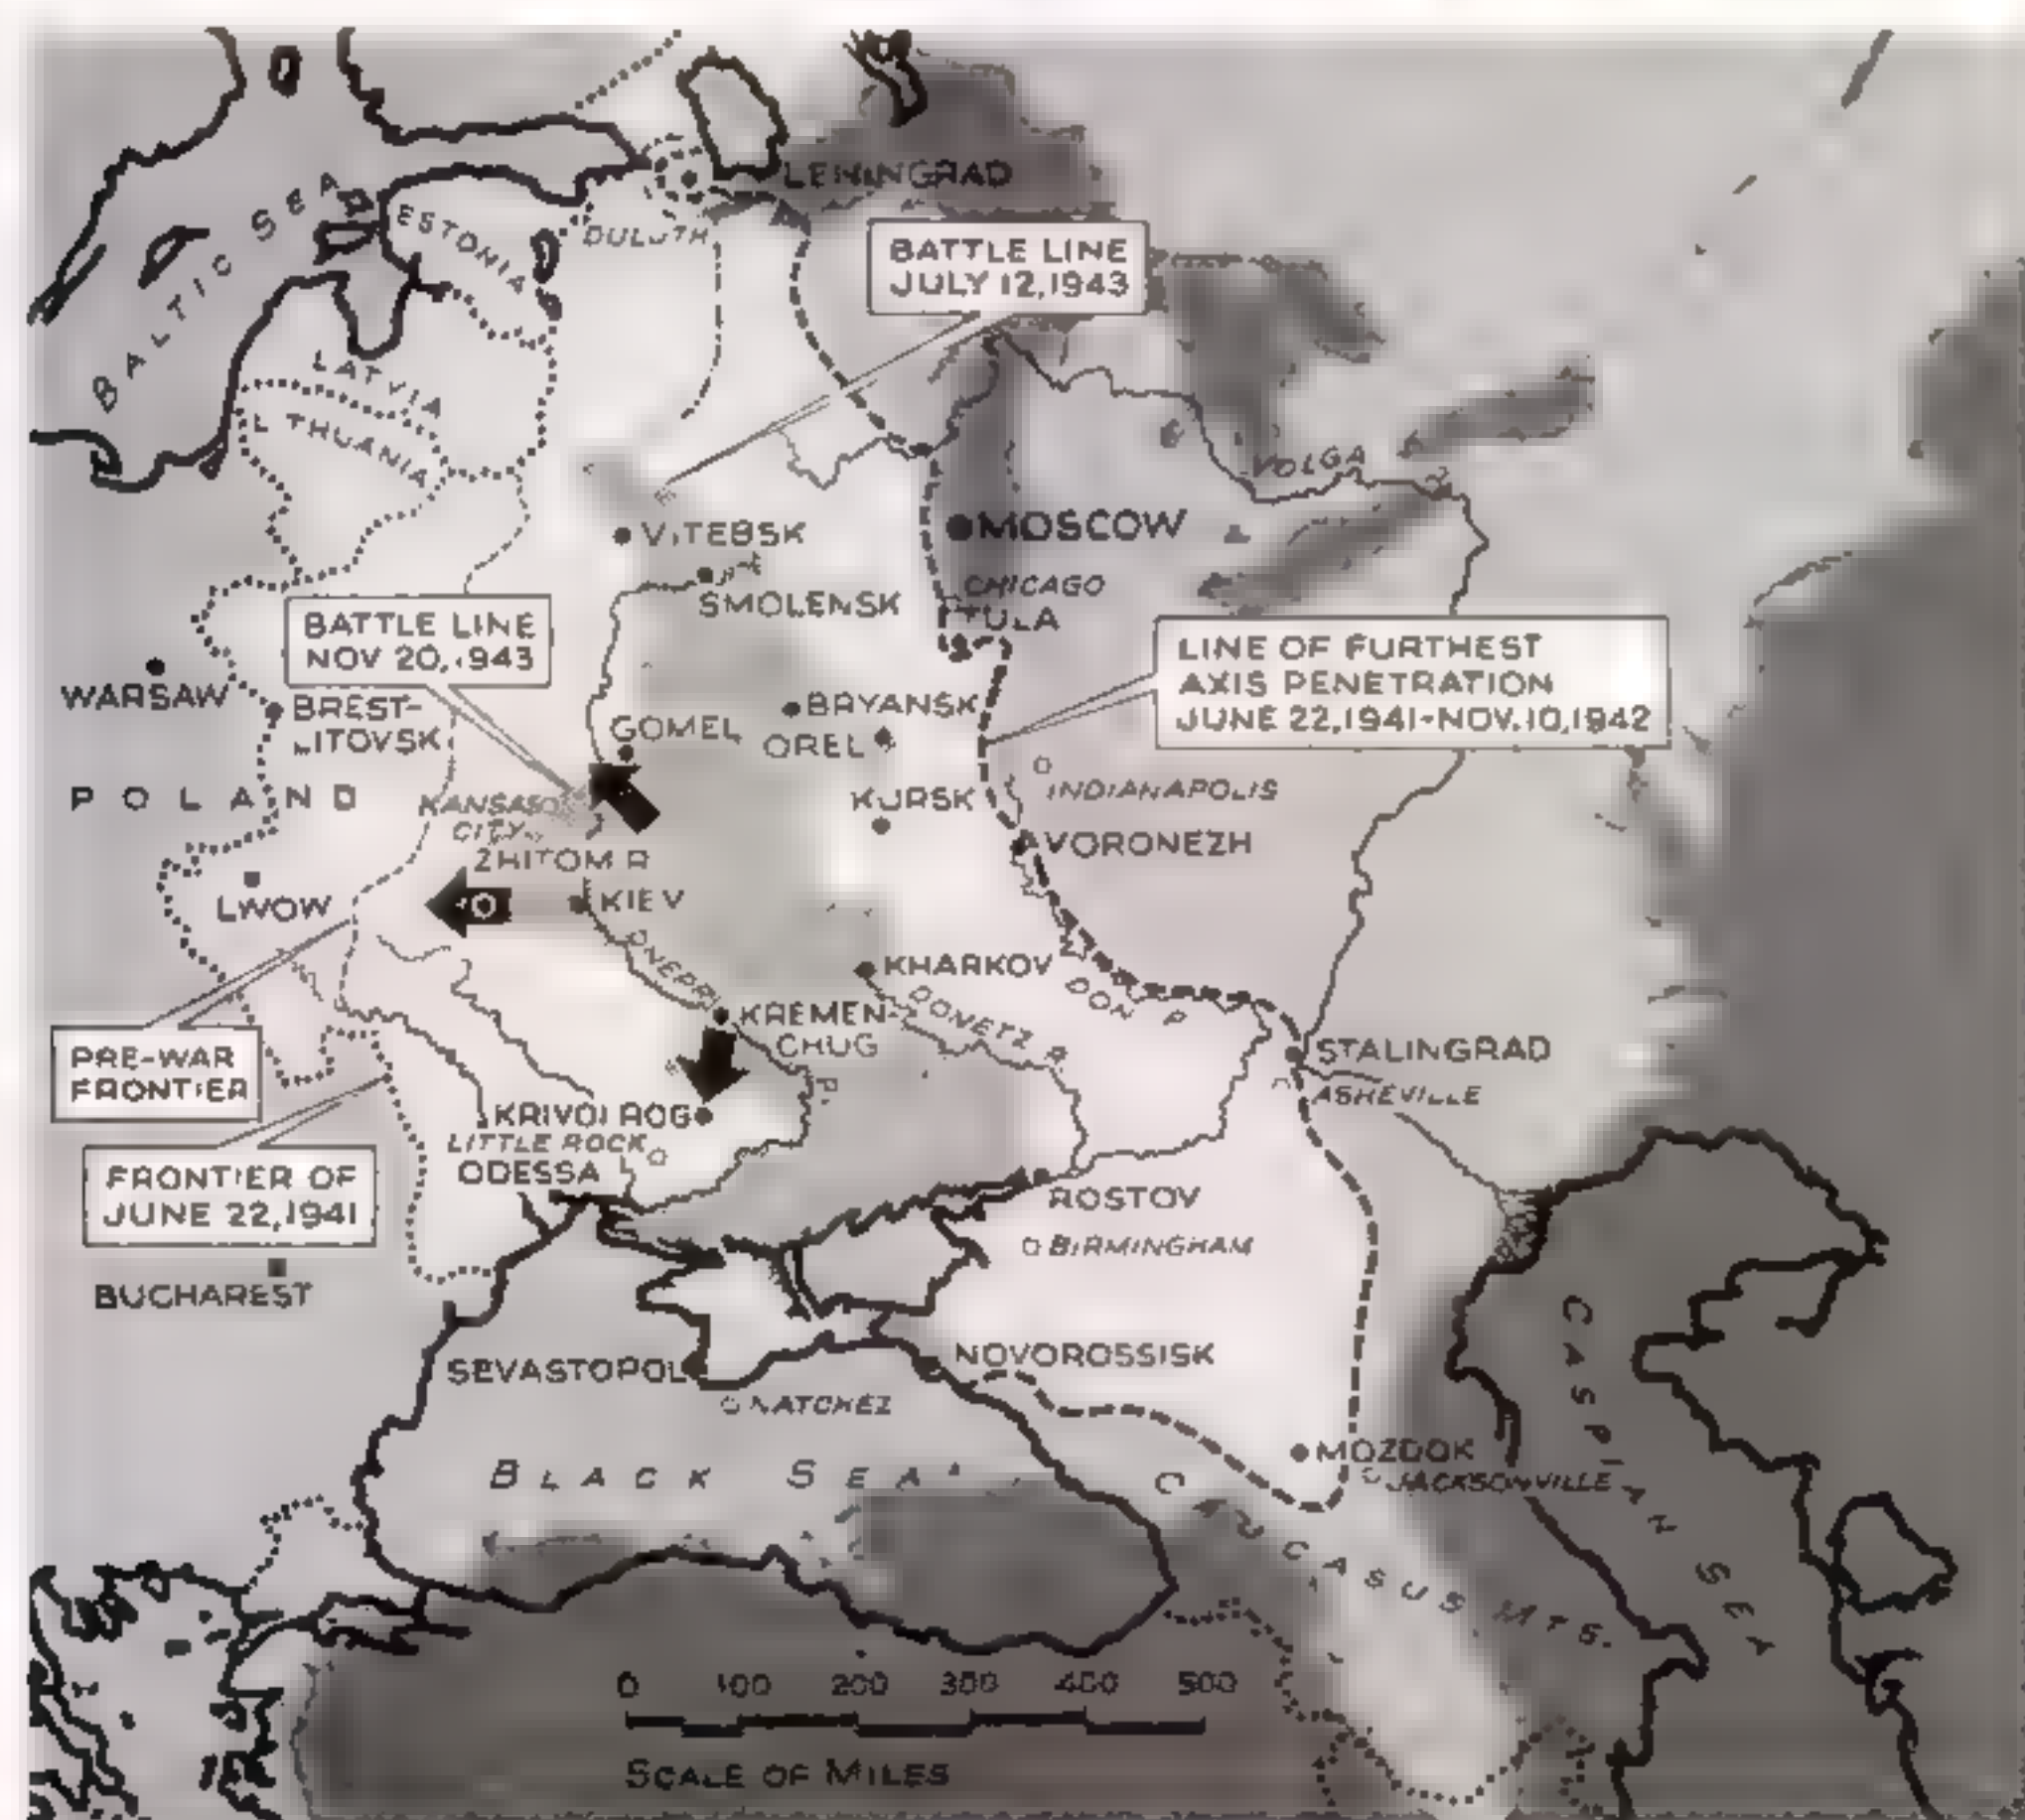 LENINGRAD
BALTIC SEA
ESTONIA
DULUTH
BATTLE LINE
JULY 12, 1943
LATVIA
LITHUANIA
VOLGA
VITEBSK
MOSCOW
SMOLENSK
CHICAGO
TULA
BATTLE LINE
NOV 20, 1943
LINE OF FURTHEST
AXIS PENETRATION
JUNE 22, 1941-NOV. 10, 1942
WARSAW
BREST-
LITOVSK
GOMEL
BRYANSK
OREL
POLAND
KANSAS
CITY
KURSK
INDIANAPOLIS
VORONEZH
ZHITOMIR
LWOW
KIEV
DNEPR
KHARKOV
DONETZ R
DON R
KREMEN-
CHUG
R
PRE-WAR
FRONTIER
STALINGRAD
ASHEVILLE
KRIVOI ROG
LITTLE ROCK
ODESSA
FRONTIER OF
JUNE 22, 1941
ROSTOV
BIRMINGHAM
BUCHAREST
SEVASTOPOL
NOVOROSSISK
NATCHEZ
CASPIAN SEA
MOZDOK
JACKSONVILLE
BLACK SEA
CAUCASUS MTS.
0 100 200 300 400 500
SCALE OF MILES